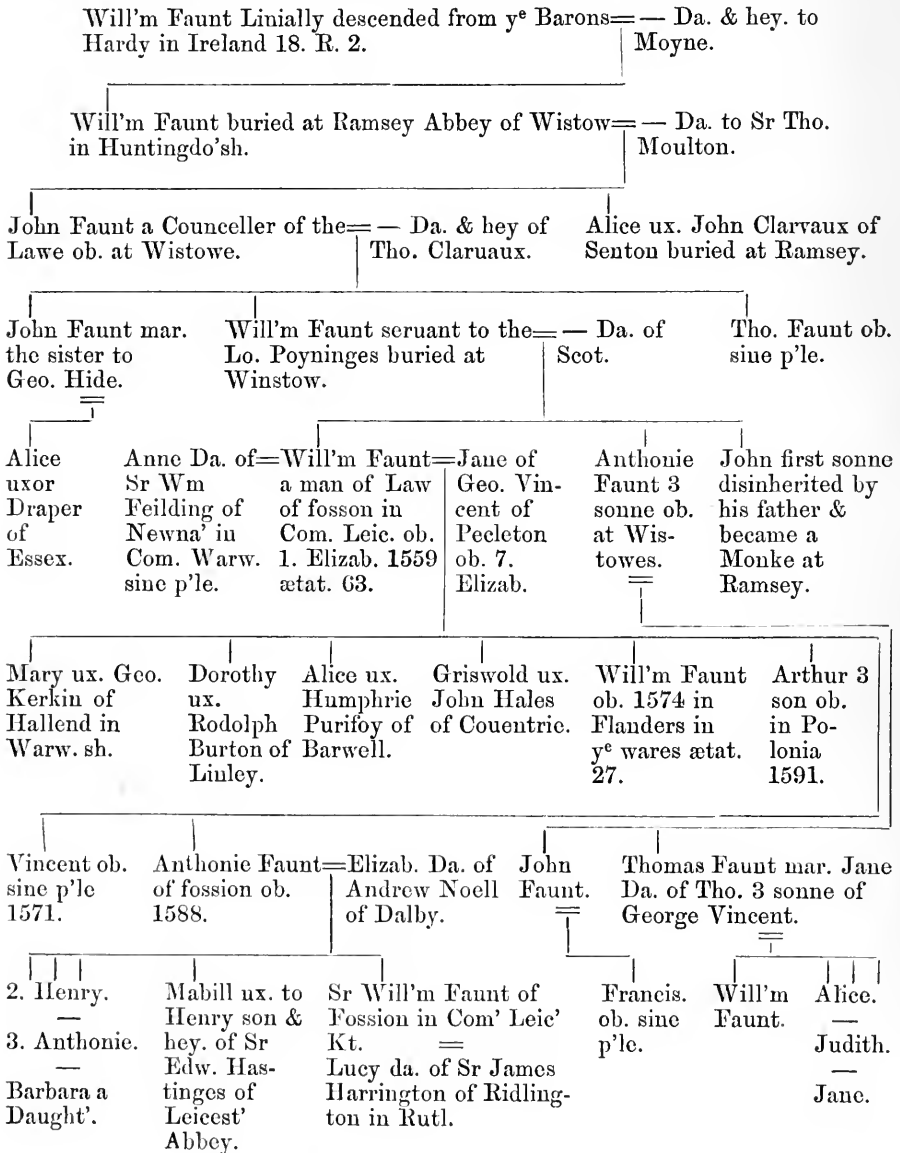 Will'm Faunt Linially descended from yᵉ Barons=— Da. & hey. to
Hardy in Ireland 18. R. 2.
Moyne.
Will'm Faunt buried at Ramsey Abbey of Wistow=— Da. to Sr Tho.
in Huntingdo'sh.
Moulton.
John Faunt a Counceller of the=— Da. & hey of
Lawe ob. at Wistowe.
Tho. Claruaux.
Alice ux. John Clarvaux of
Senton buried at Ramsey.
John Faunt mar.
the sister to
Geo. Hide.
=
Will'm Faunt seruant to the=— Da. of
Lo. Poyninges buried at
Winstow.
Scot.
Tho. Faunt ob.
sine p'le.
Alice
uxor
Draper
of
Essex.
Anne Da. of=
Sr Wm
Feilding of
Newna' in
Com. Warw.
sine p'le.
Will'm Faunt=
a man of Law
of fosson in
Com. Leic. ob.
1. Elizab. 1559
ætat. 63.
Jane of
Geo. Vin-
cent of
Pecleton
ob. 7.
Elizab.
Anthonie
Faunt 3
sonne ob.
at Wis-
towes.
=
John first sonne
disinherited by
his father &
became a
Monke at
Ramsey.
Mary ux. Geo.
Kerkin of
Hallend in
Warw. sh.
Dorothy
ux.
Rodolph
Burton of
Linley.
Alice ux.
Humphrie
Purifoy of
Barwell.
Griswold ux.
John Hales
of Couentrie.
Will'm Faunt
ob. 1574 in
Flanders in
yᵉ wares ætat.
27.
Arthur 3
son ob.
in Po-
lonia
1591.
Vincent ob.
sine p'le
1571.
Anthonie Faunt=Elizab. Da. of
of fossion ob.
1588.
Andrew Noell
of Dalby.
John
Faunt.
=
Thomas Faunt mar. Jane
Da. of Tho. 3 sonne of
George Vincent.
=
2. Henry.
—
3. Anthonie.
—
Barbara a
Daught'.
Mabill ux. to
Henry son &
hey. of Sr
Edw. Has-
tinges of
Leicest'
Abbey.
Sr Will'm Faunt of
Fossion in Com' Leic'
Kt. =
Lucy da. of Sr James
Harrington of Ridling-
ton in Rutl.
Francis.
ob. sine
p'le.
Will'm
Faunt.
Alice.
—
Judith.
—
Jane.